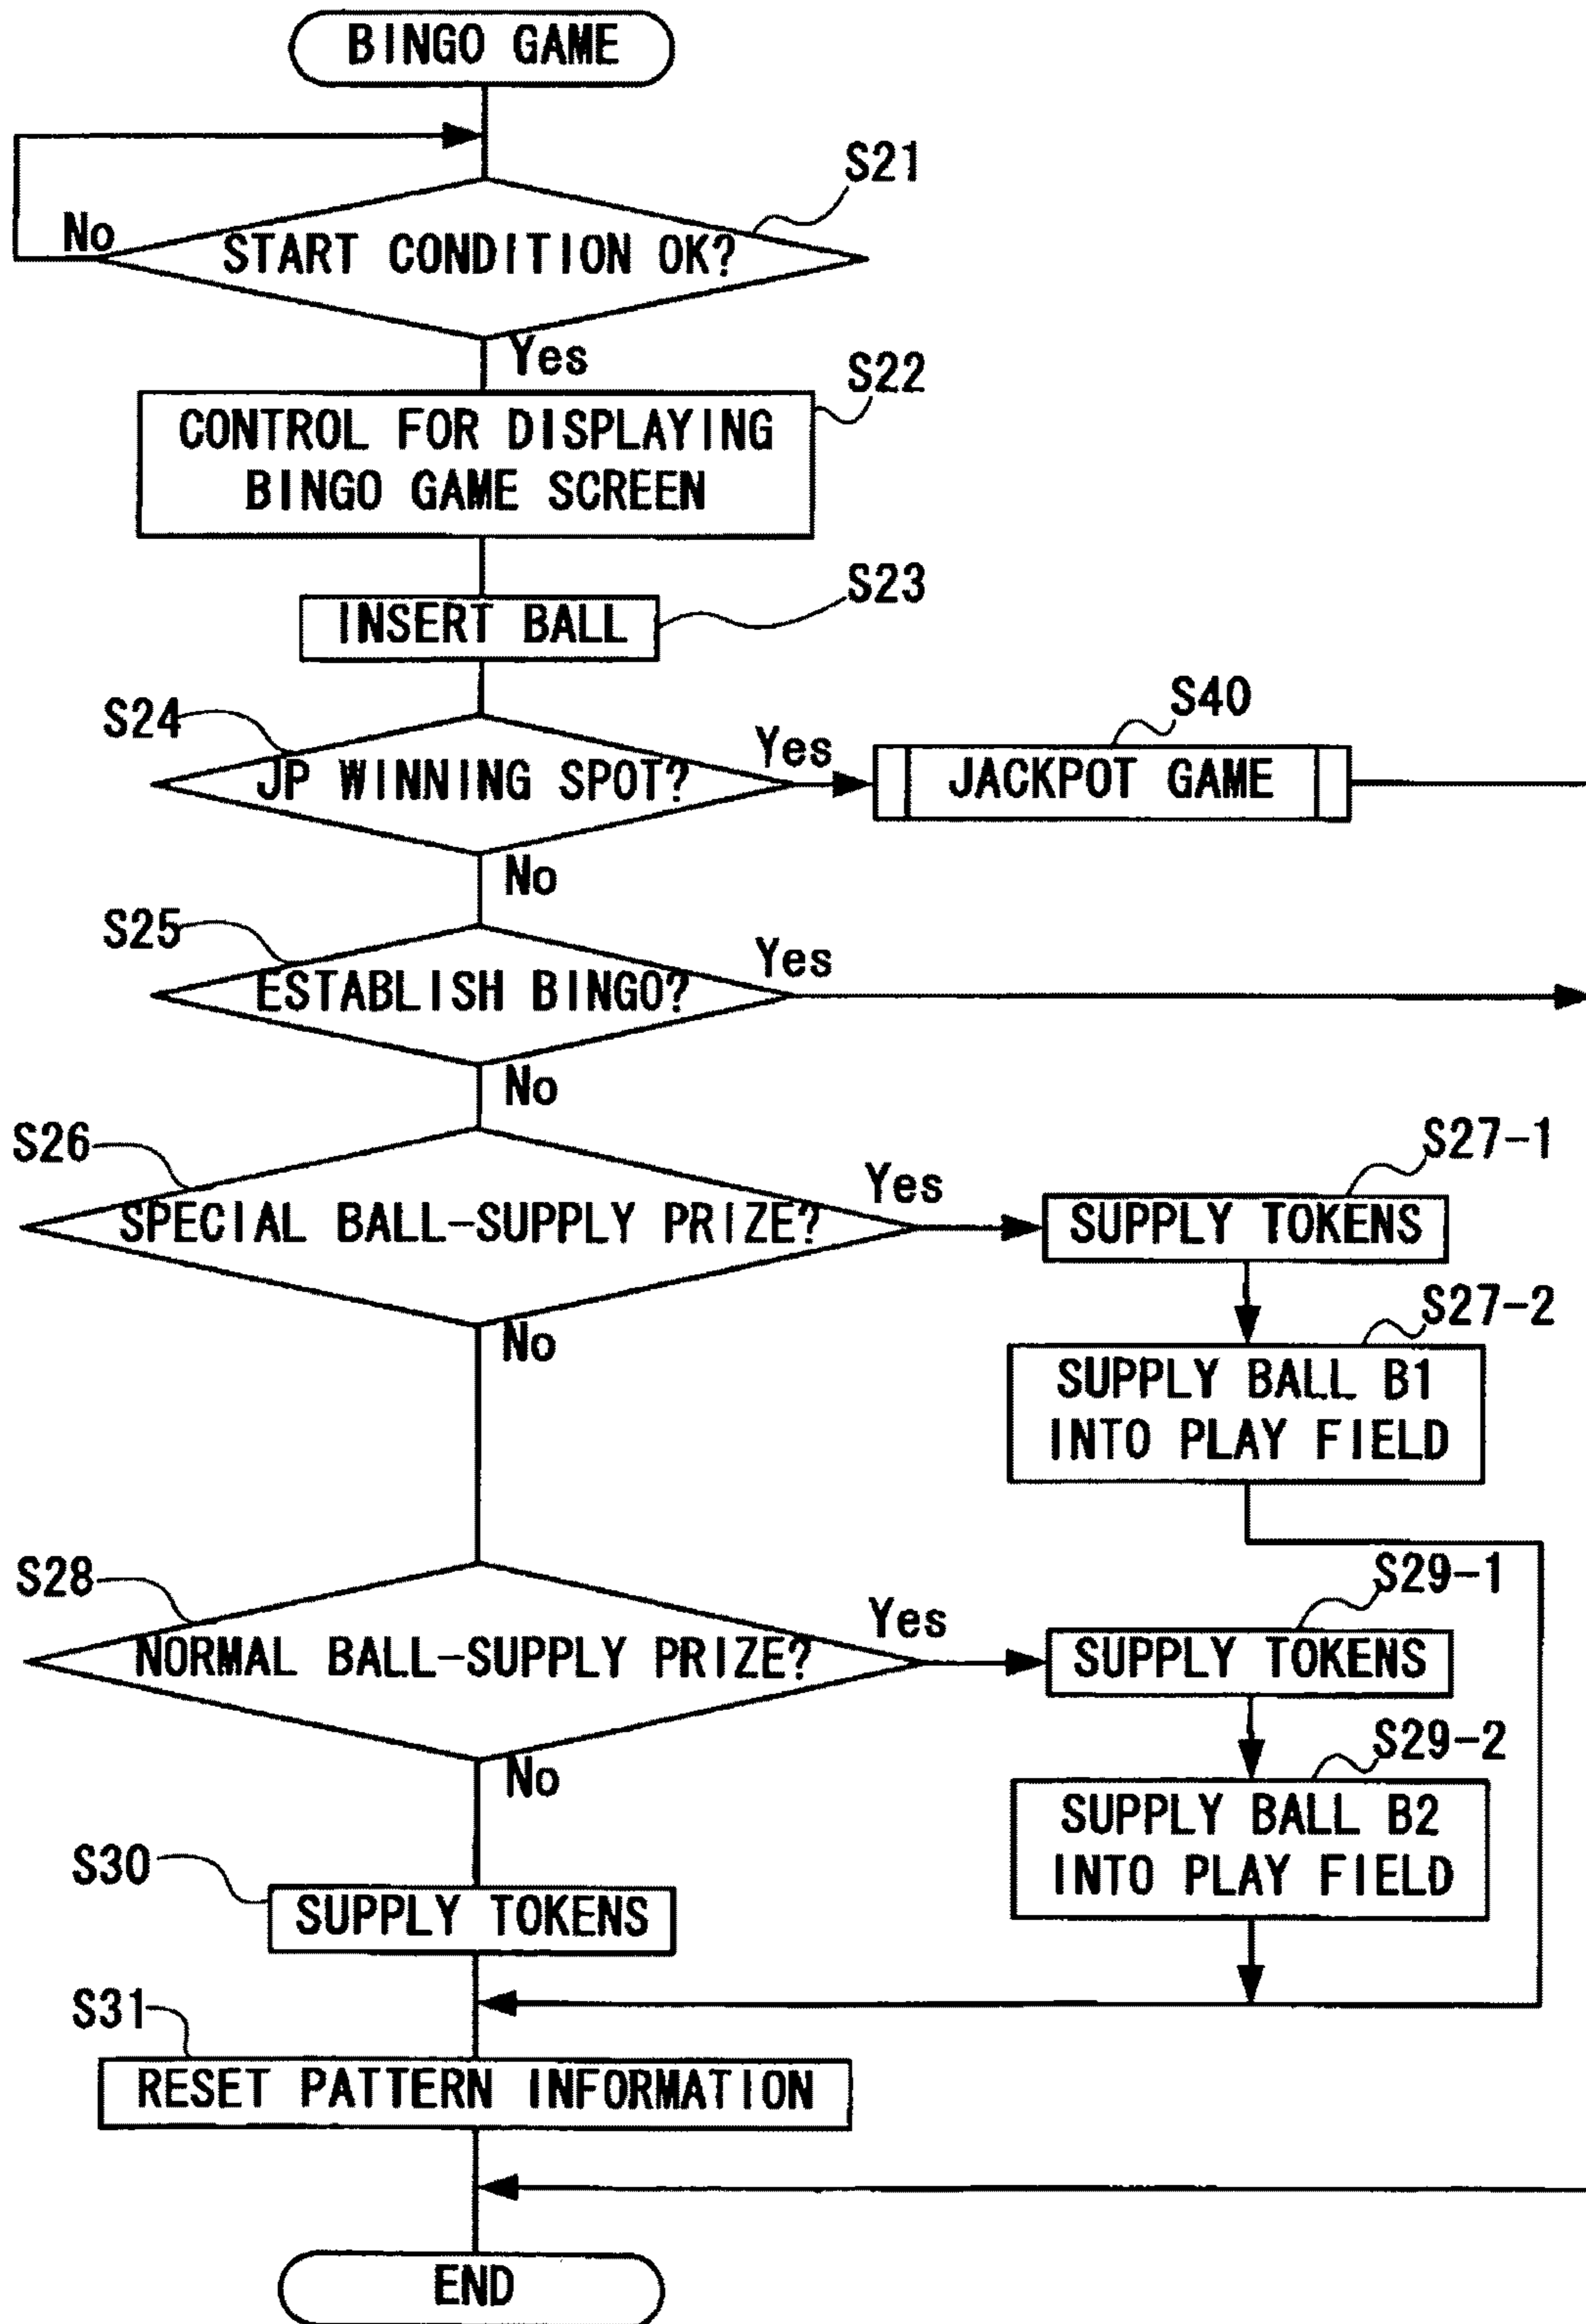 BINGO GAME
S21
No
START CONDITION OK?
Yes
S22
CONTROL FOR DISPLAYING
BINGO GAME SCREEN
S23
INSERT BALL
S24
JP WINNING SPOT?
Yes
S40
JACKPOT GAME
No
S25
ESTABLISH BINGO?
Yes
No
S26
SPECIAL BALL-SUPPLY PRIZE?
Yes
S27-1
SUPPLY TOKENS
S27-2
SUPPLY BALL B1
INTO PLAY FIELD
No
S28
NORMAL BALL-SUPPLY PRIZE?
Yes
S29-1
SUPPLY TOKENS
S29-2
SUPPLY BALL B2
INTO PLAY FIELD
No
S30
SUPPLY TOKENS
S31
RESET PATTERN INFORMATION
END